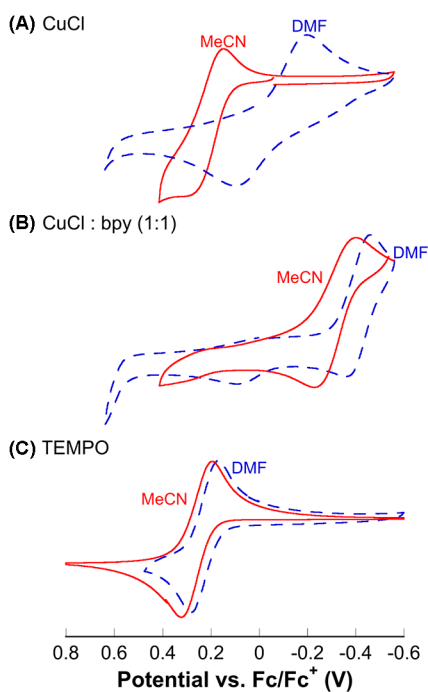 (A) CuCl
MeCN
DMF
(B) CuCl : bpy (1:1)
MeCN
DMF
(C) TEMPO
MeCN
DMF
0.8 0.6 0.4 0.2 0 -0.2 -0.4 -0.6
Potential vs. Fc/Fc+ (V)